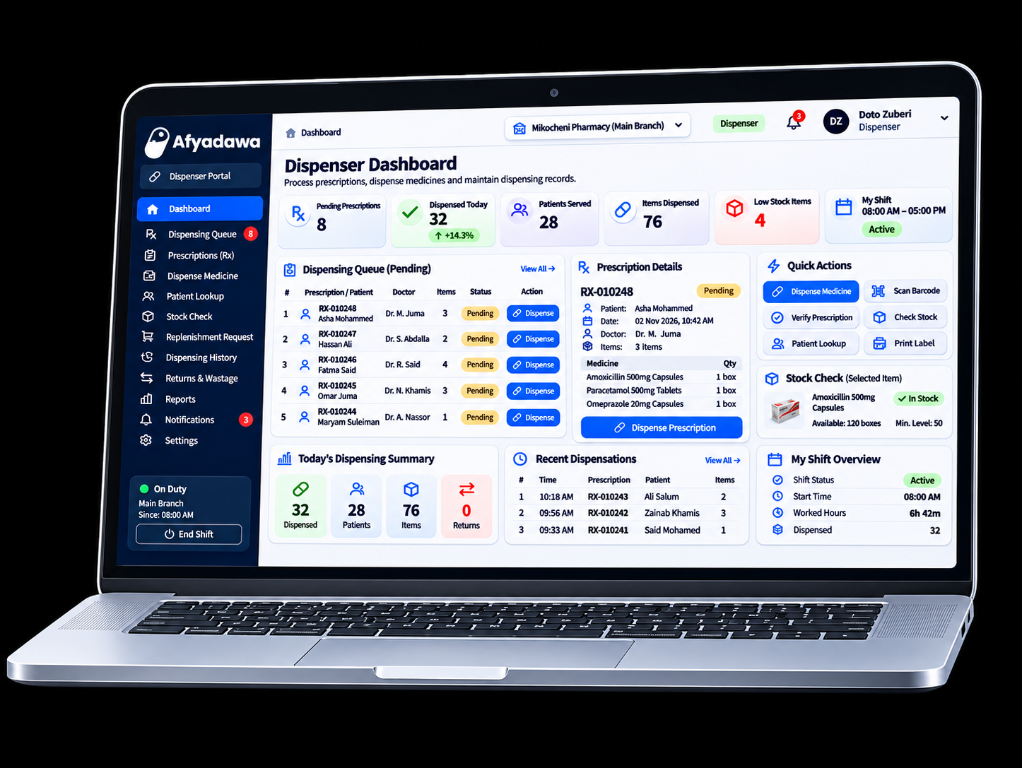 Afyadawa
Dispenser Portal
Dashboard
Dispensing Queue 8
Prescriptions (Rx)
Dispense Medicine
Patient Lookup
Stock Check
Replenishment Request
Dispensing History
Returns & Wastage
Reports
Notifications 3
Settings
On Duty
Main Branch
Since: 08:00 AM
End Shift
Dashboard
Mikocheni Pharmacy (Main Branch)
Dispenser
3
DZ
Doto Zuberi
Dispenser
Dispenser Dashboard
Process prescriptions, dispense medicines and maintain dispensing records.
Pending Prescriptions
8
Dispensed Today
32
↑ +14.3%
Patients Served
28
Items Dispensed
76
Low Stock Items
4
My Shift
08:00 AM – 05:00 PM
Active
Dispensing Queue (Pending)
View All →
# Prescription / Patient Doctor Items Status Action
1 RX-010248 Dr. M. Juma 3 Pending Dispense
Asha Mohammed
2 RX-010247 Dr. S. Abdalla 2 Pending Dispense
Hassan Ali
3 RX-010246 Dr. R. Said 4 Pending Dispense
Fatma Said
4 RX-010245 Dr. N. Khamis 3 Pending Dispense
Omar Juma
5 RX-010244 Dr. A. Nassor 1 Pending Dispense
Maryam Suleiman
Prescription Details
RX-010248 Pending
Patient: Asha Mohammed
Date: 02 Nov 2026, 10:42 AM
Doctor: Dr. M. Juma
Items: 3 items
Medicine Qty
Amoxicillin 500mg Capsules 1 box
Paracetamol 500mg Tablets 1 box
Omeprazole 20mg Capsules 1 box
Dispense Prescription
Quick Actions
Dispense Medicine
Scan Barcode
Verify Prescription
Check Stock
Patient Lookup
Print Label
Stock Check (Selected Item)
Amoxicillin 500mg
Capsules
In Stock
Available: 120 boxes
Min. Level: 50
Today's Dispensing Summary
32
Dispensed
28
Patients
76
Items
0
Returns
Recent Dispensations
View All →
# Time Prescription Patient Items
1 10:18 AM RX-010243 Ali Salum 2
2 09:56 AM RX-010242 Zainab Khamis 3
3 09:33 AM RX-010241 Said Mohamed 1
My Shift Overview
Shift Status Active
Start Time 08:00 AM
Worked Hours 6h 42m
Dispensed 32